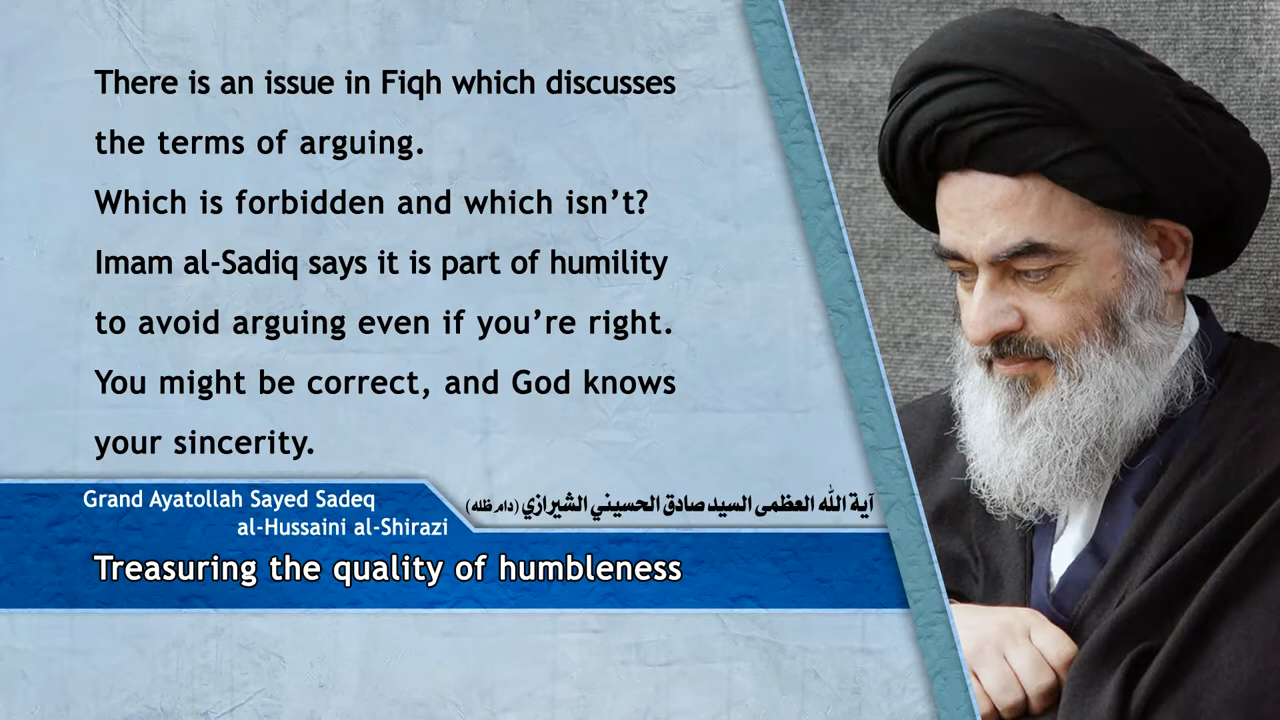 There is an issue in Fiqh which discusses
the terms of arguing.
Which is forbidden and which isn’t?
Imam al-Sadiq says it is part of humility
to avoid arguing even if you’re right.
You might be correct, and God knows
your sincerity.
Grand Ayatollah Sayed Sadeq
al-Hussaini al-Shirazi
آية الله العظمى السيد صادق الحسيني الشيرازي (دام ظله)
Treasuring the quality of humbleness